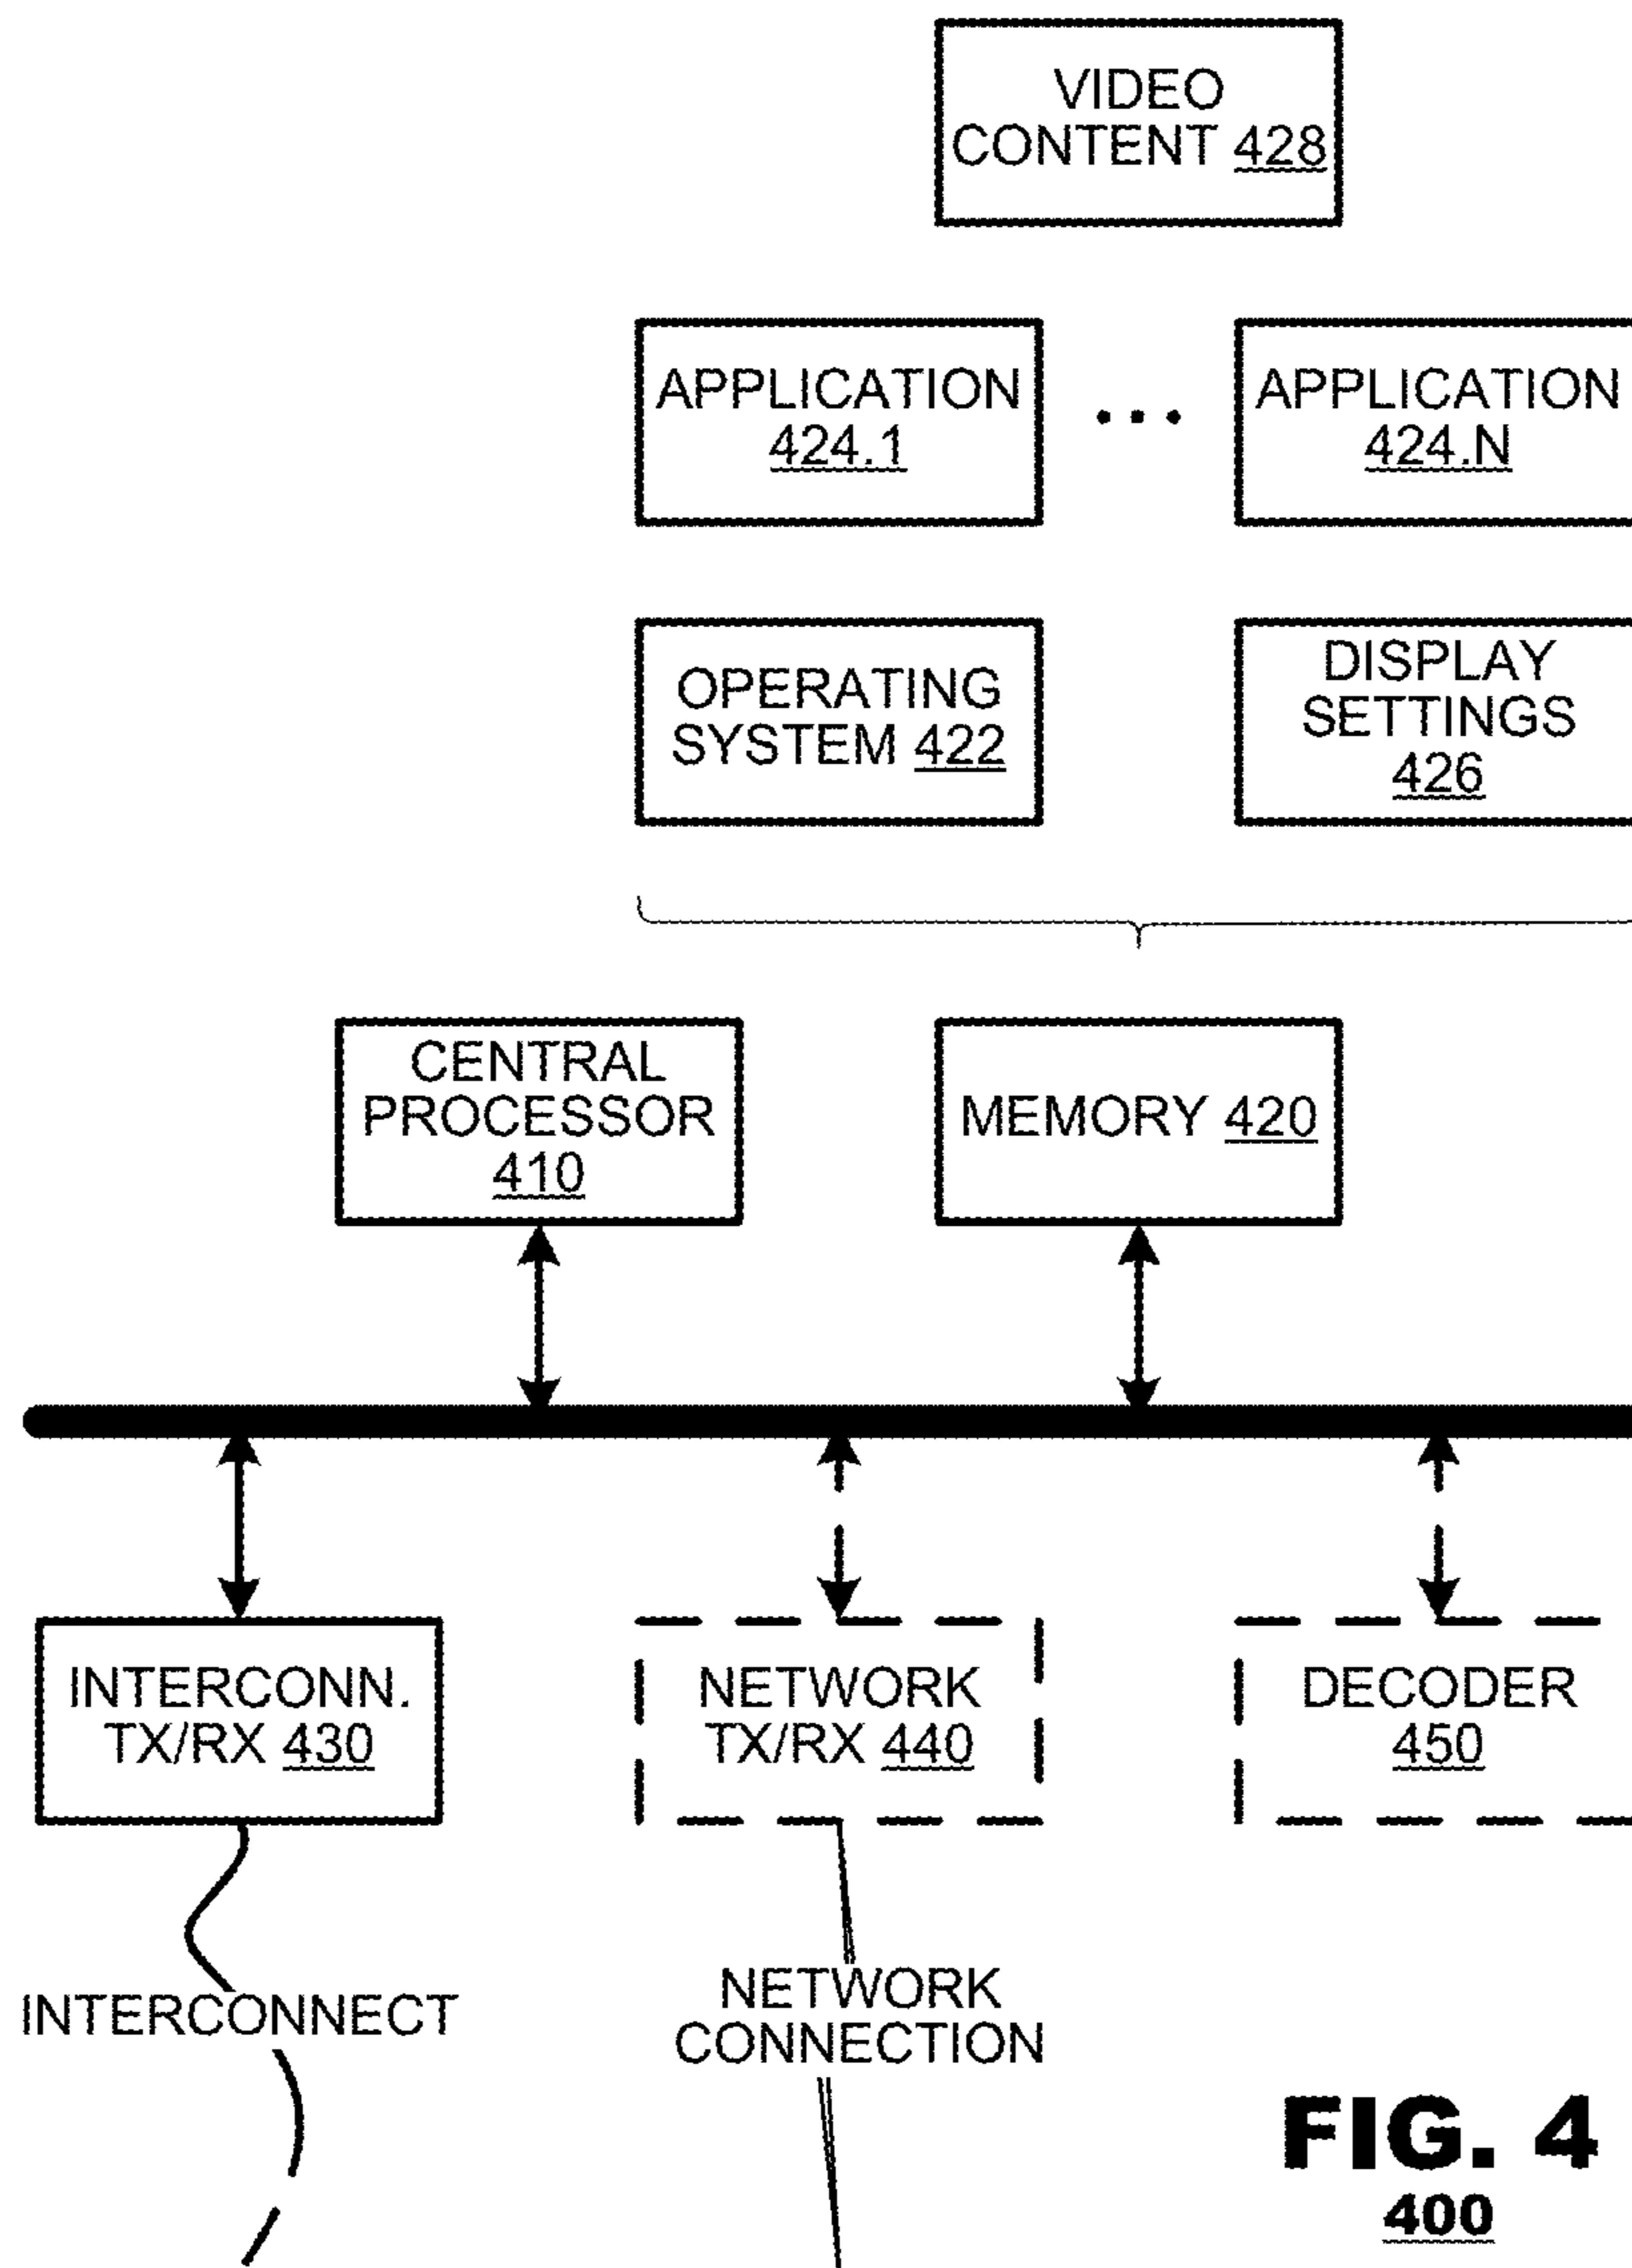 VIDEO
CONTENT 428
APPLICATION
424.1
...
APPLICATION
424.N
OPERATING
SYSTEM 422
DISPLAY
SETTINGS
426
CENTRAL
PROCESSOR
410
MEMORY 420
INTERCONN.
TX/RX 430
NETWORK
TX/RX 440
DECODER
450
INTERCONNECT
NETWORK
CONNECTION
FIG. 4
400